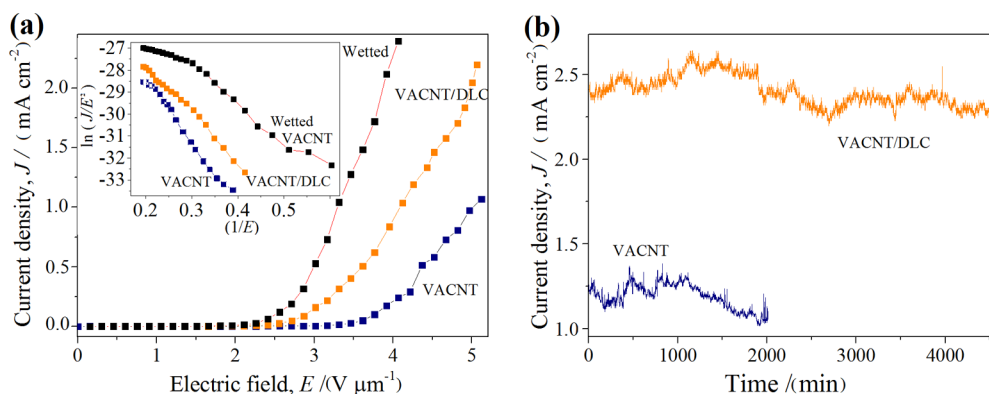 (a)
Current density, J / ( mA cm⁻²)
2.0
1.5
1.0
0.5
0.0
0
1
2
3
4
5
Electric field, E /(V μm⁻¹)
Wetted
VACNT/DLC
VACNT
ln (J/E²)
-27
-28
-29
-30
-31
-32
-33
0.2
0.3
0.4
0.5
0.6
(1/E)
Wetted
VACNT
VACNT/DLC
VACNT
(b)
Current density, J / ( mA cm⁻²)
2.5
2.0
1.5
1.0
0
1000
2000
3000
4000
Time /(min)
VACNT/DLC
VACNT